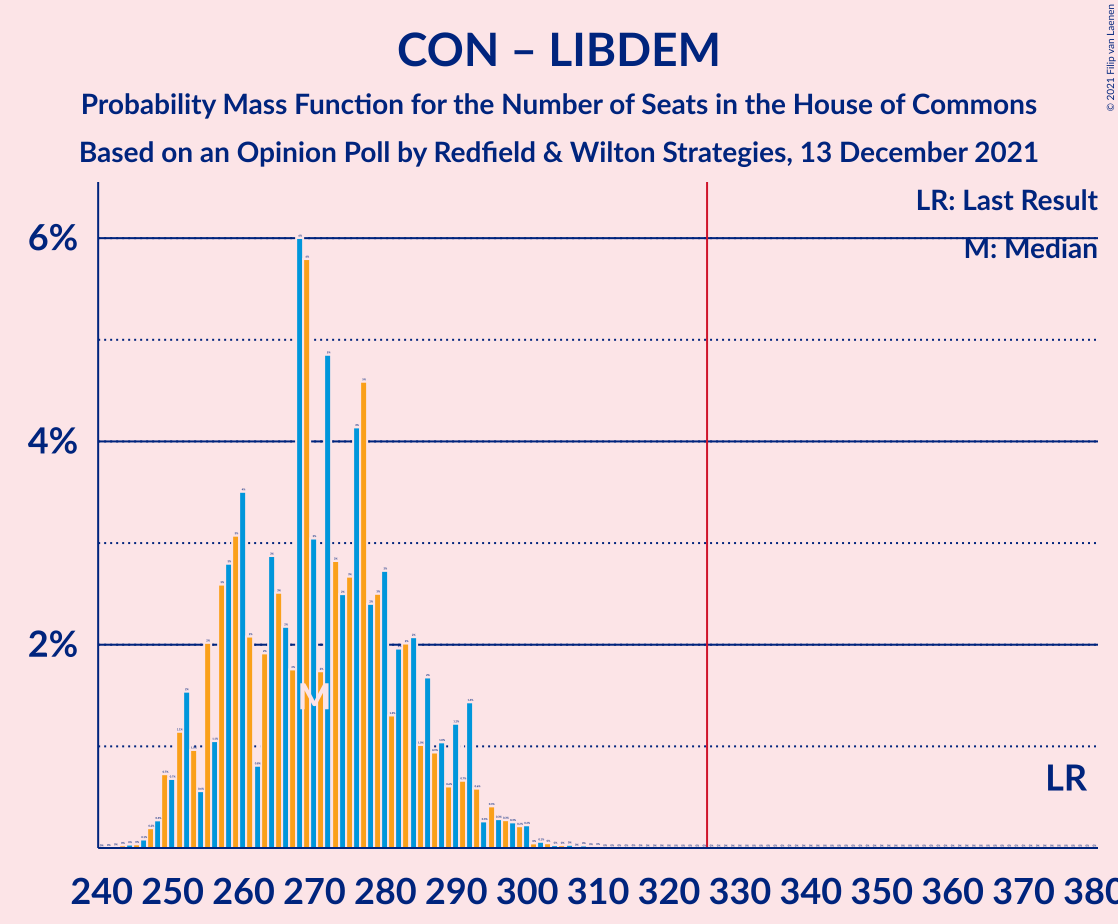 CON – LIBDEM
Probability Mass Function for the Number of Seats in the House of Commons
Based on an Opinion Poll by Redfield & Wilton Strategies, 13 December 2021
© 2021 Filip van Laenen
LR: Last Result
M: Median
6%
4%
2%
M
LR
240 250 260 270 280 290 300 310 320 330 340 350 360 370 380